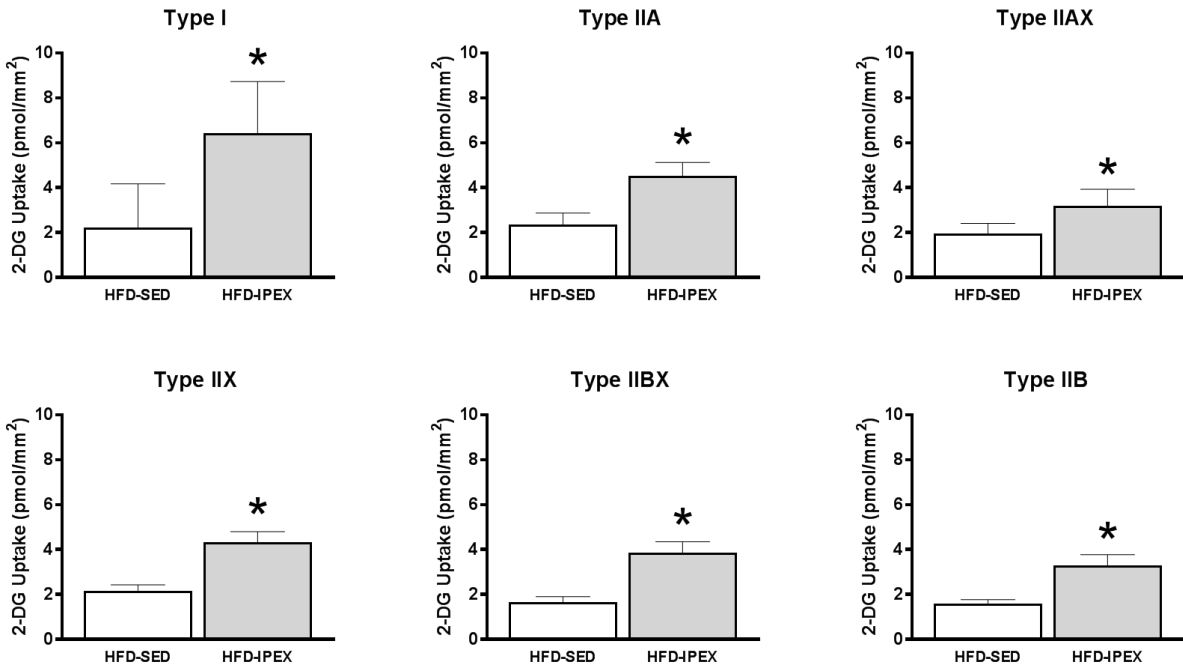 Type I
2-DG Uptake (pmol/mm²)
10
8
6
4
2
0
*
HFD-SED HFD-IPEX
Type IIA
2-DG Uptake (pmol/mm²)
10
8
6
4
2
0
*
HFD-SED HFD-IPEX
Type IIAX
2-DG Uptake (pmol/mm²)
10
8
6
4
2
0
*
HFD-SED HFD-IPEX
Type IIX
2-DG Uptake (pmol/mm²)
10
8
6
4
2
0
*
HFD-SED HFD-IPEX
Type IIBX
2-DG Uptake (pmol/mm²)
10
8
6
4
2
0
*
HFD-SED HFD-IPEX
Type IIB
2-DG Uptake (pmol/mm²)
10
8
6
4
2
0
*
HFD-SED HFD-IPEX